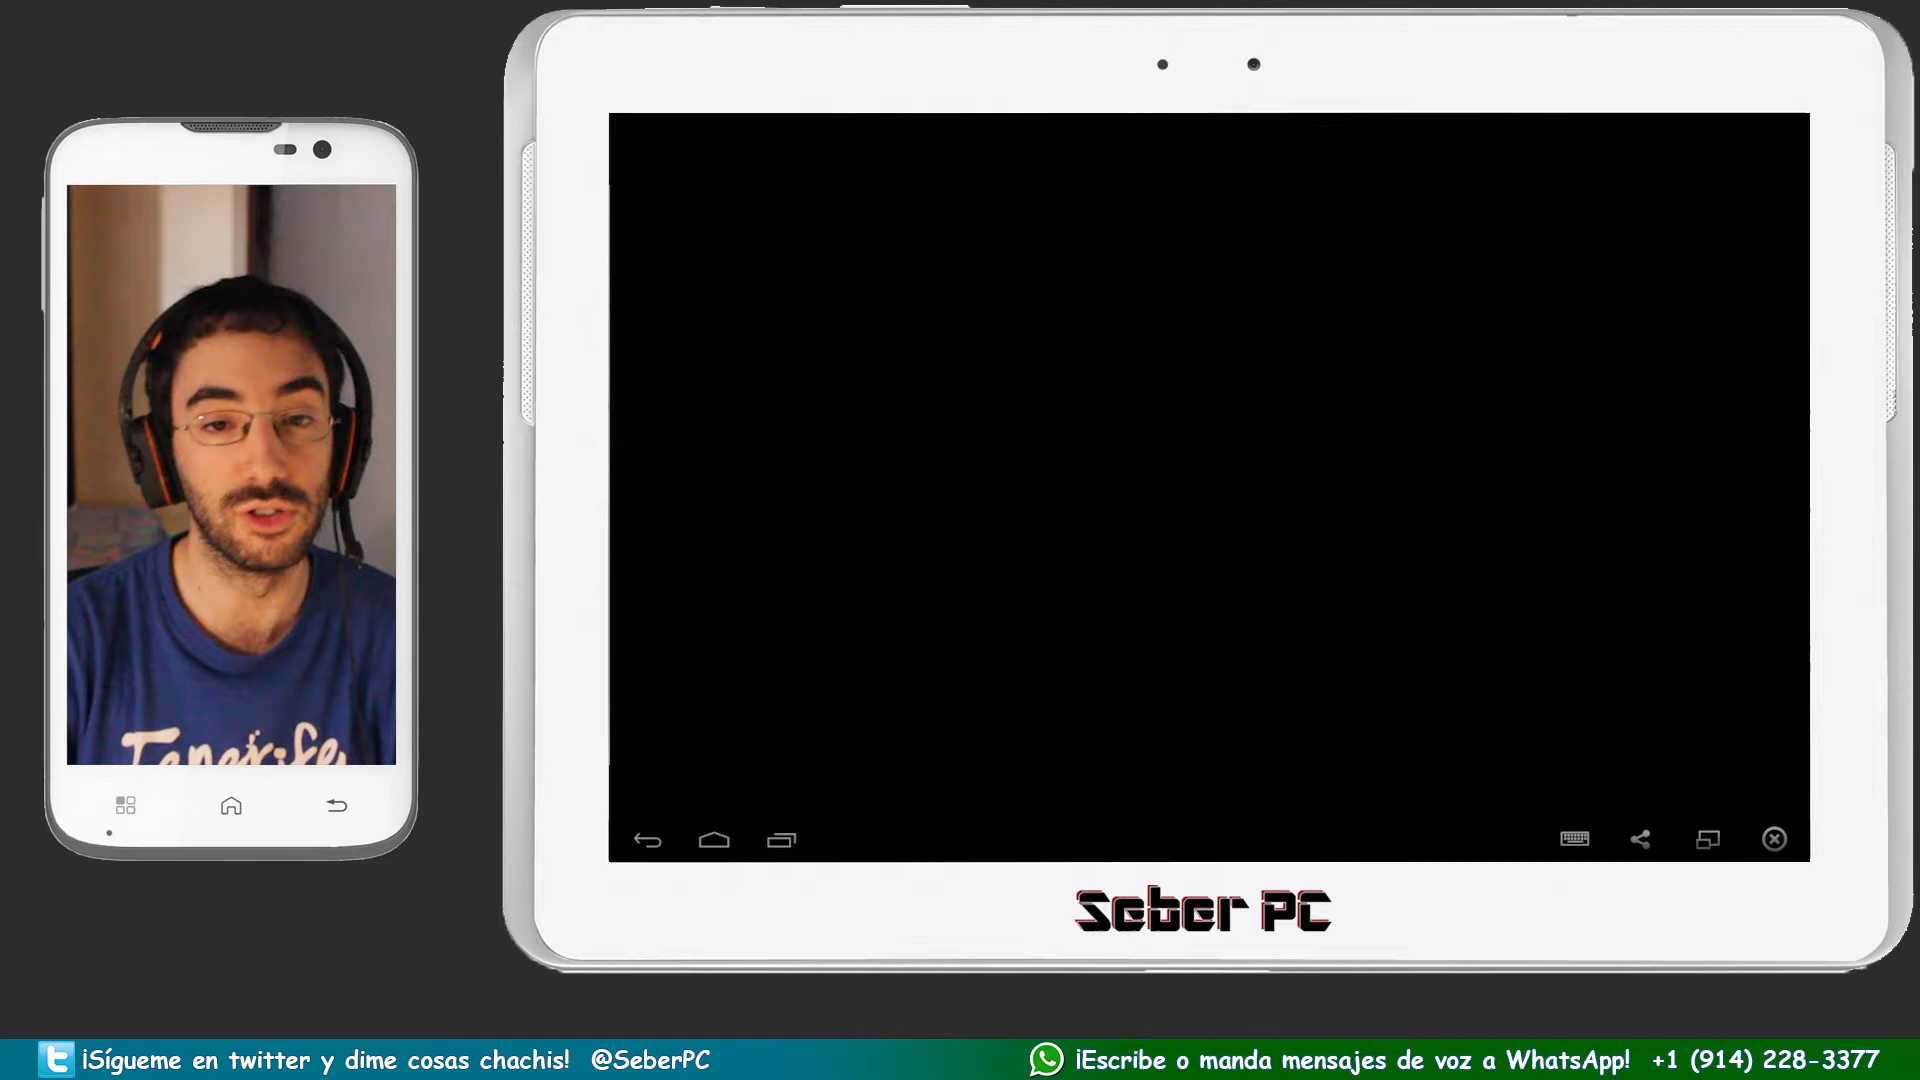 Tenerife
Seber PC
¡Sígueme en twitter y dime cosas chachis! @SeberPC
¡Escribe o manda mensajes de voz a WhatsApp! +1 (914) 228-3377